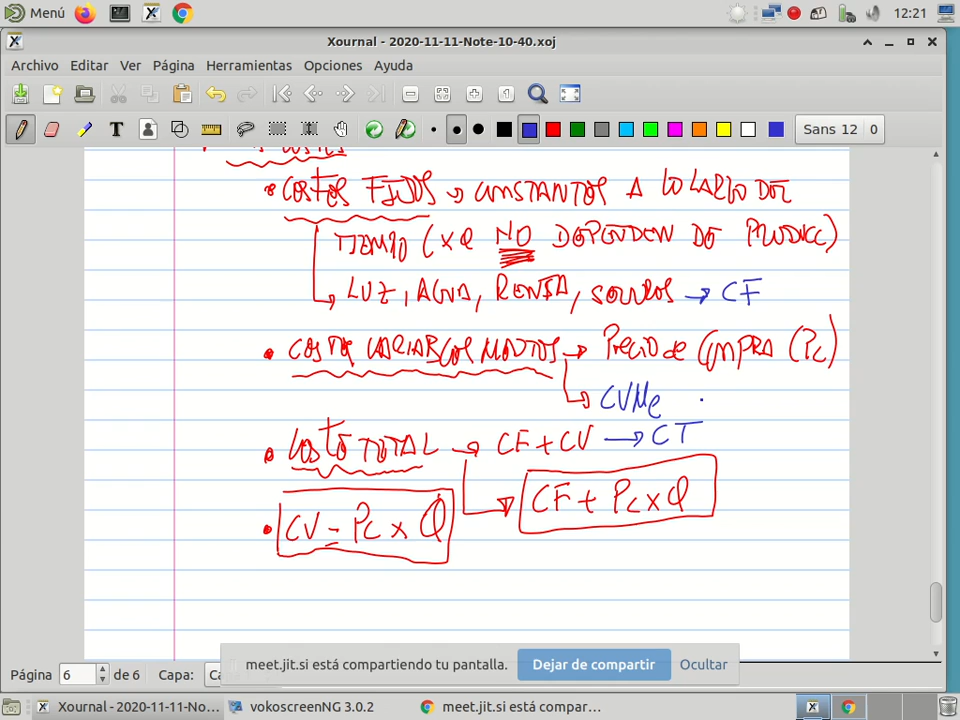 Menú
12:21
Xournal - 2020-11-11-Note-10-40.xoj
Archivo Editar Ver Página Herramientas Opciones Ayuda
Sans 12 0
COSTES
• COSTOS FIJOS → CONSTANTES A LO LARGO DEL
TIEMPO (XQ NO DEPENDEN DE PRODUCC)
→ LUZ, AGUA, RENTA, → CF
• COSTO VARIABLE → Precio de COMPRA (Pc)
→ CVMe .
• COSTO TOTAL → CF + CV → CT
→ CF + Pc x Q
• CV = Pc x Q
meet.jit.si está compartiendo tu pantalla. Dejar de compartir Ocultar
Página 6 de 6 Capa: Ca
Xournal - 2020-11-11-No... vokoscreenNG 3.0.2 meet.jit.si está compar...